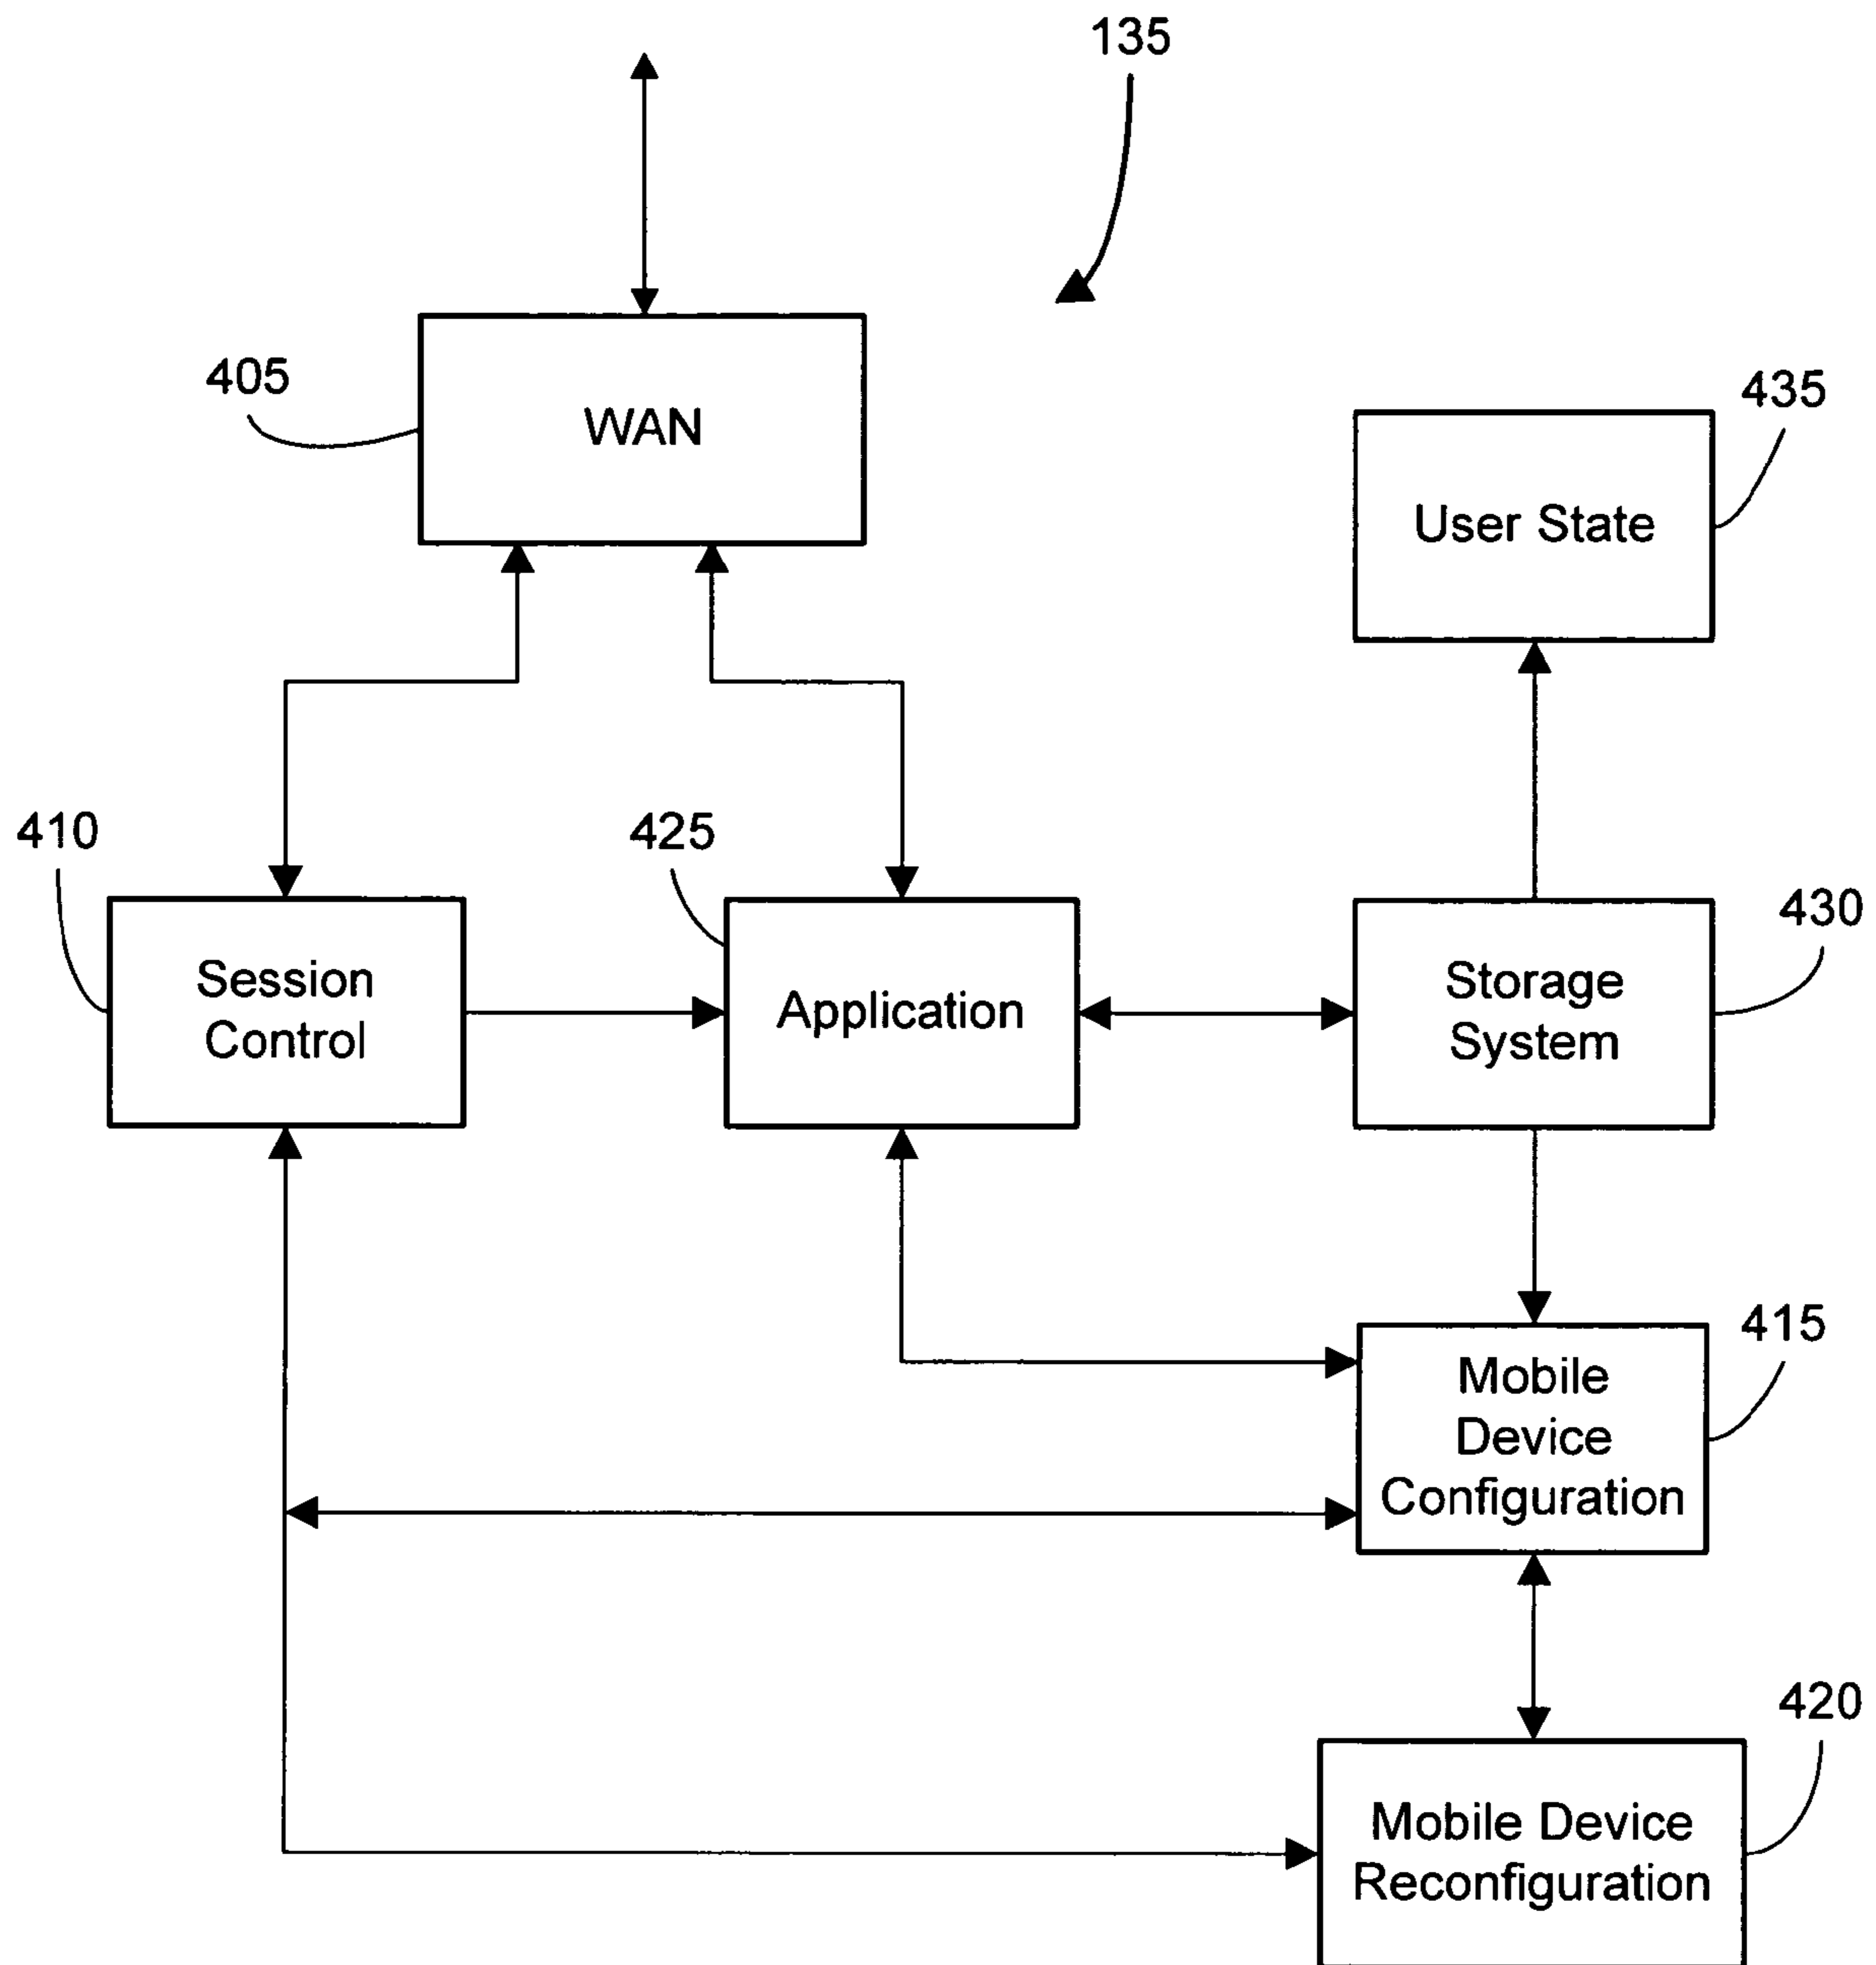 135
405
WAN
435
User State
410
425
430
Session
Control
Application
Storage
System
415
Mobile
Device
Configuration
420
Mobile Device
Reconfiguration